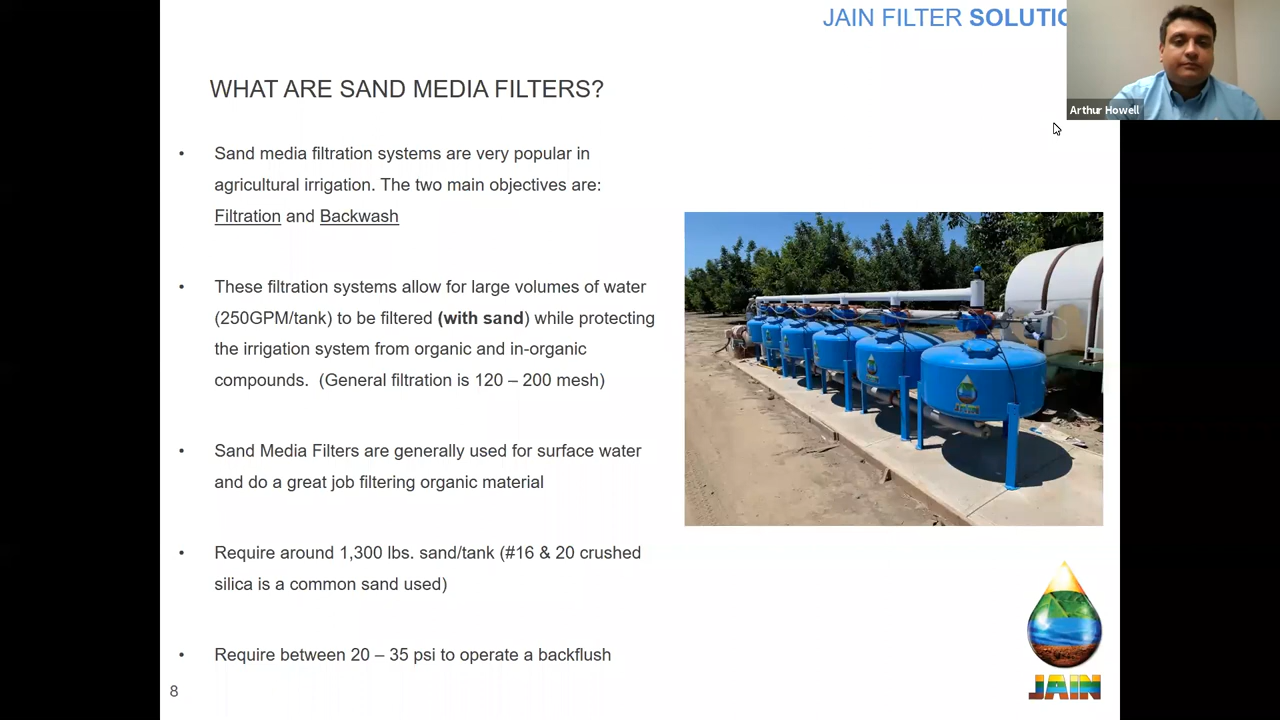 JAIN FILTER SOLUTIO
Arthur Howell
WHAT ARE SAND MEDIA FILTERS?
• Sand media filtration systems are very popular in
agricultural irrigation. The two main objectives are:
Filtration and Backwash
• These filtration systems allow for large volumes of water
(250GPM/tank) to be filtered (with sand) while protecting
the irrigation system from organic and in-organic
compounds. (General filtration is 120 – 200 mesh)
• Sand Media Filters are generally used for surface water
and do a great job filtering organic material
• Require around 1,300 lbs. sand/tank (#16 & 20 crushed
silica is a common sand used)
• Require between 20 – 35 psi to operate a backflush
JAIN
8